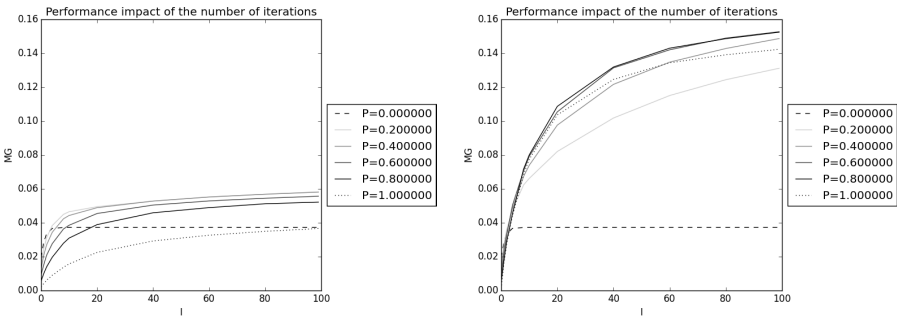 Performance impact of the number of iterations
0.16
0.14
0.12
0.10
0.08
0.06
0.04
0.02
0.00
MG
0 20 40 60 80 100
I
P=0.000000
P=0.200000
P=0.400000
P=0.600000
P=0.800000
P=1.000000
Performance impact of the number of iterations
0.16
0.14
0.12
0.10
0.08
0.06
0.04
0.02
0.00
MG
0 20 40 60 80 100
I
P=0.000000
P=0.200000
P=0.400000
P=0.600000
P=0.800000
P=1.000000